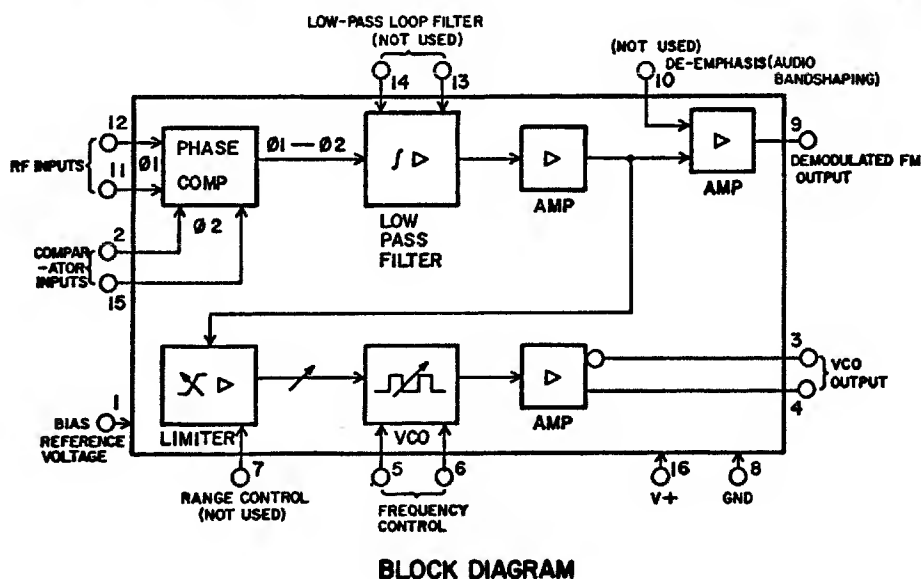 LOW-PASS LOOP FILTER
(NOT USED)
14
13
(NOT USED)
DE-EMPHASIS (AUDIO
BANDSHAPING)
10
12
RF INPUTS
11
Ø1
PHASE
COMP
Ø1 — Ø2
∫ ▷
LOW
PASS
FILTER
▷
AMP
▷
AMP
9
DEMODULATED FM
OUTPUT
Ø2
2
COMPAR
-ATOR
INPUTS
15
▷
LIMITER
VCO
▷
AMP
3
VCO
OUTPUT
4
1
BIAS
REFERENCE
VOLTAGE
7
RANGE CONTROL
(NOT USED)
5
6
FREQUENCY
CONTROL
16
V+
8
GND
BLOCK DIAGRAM